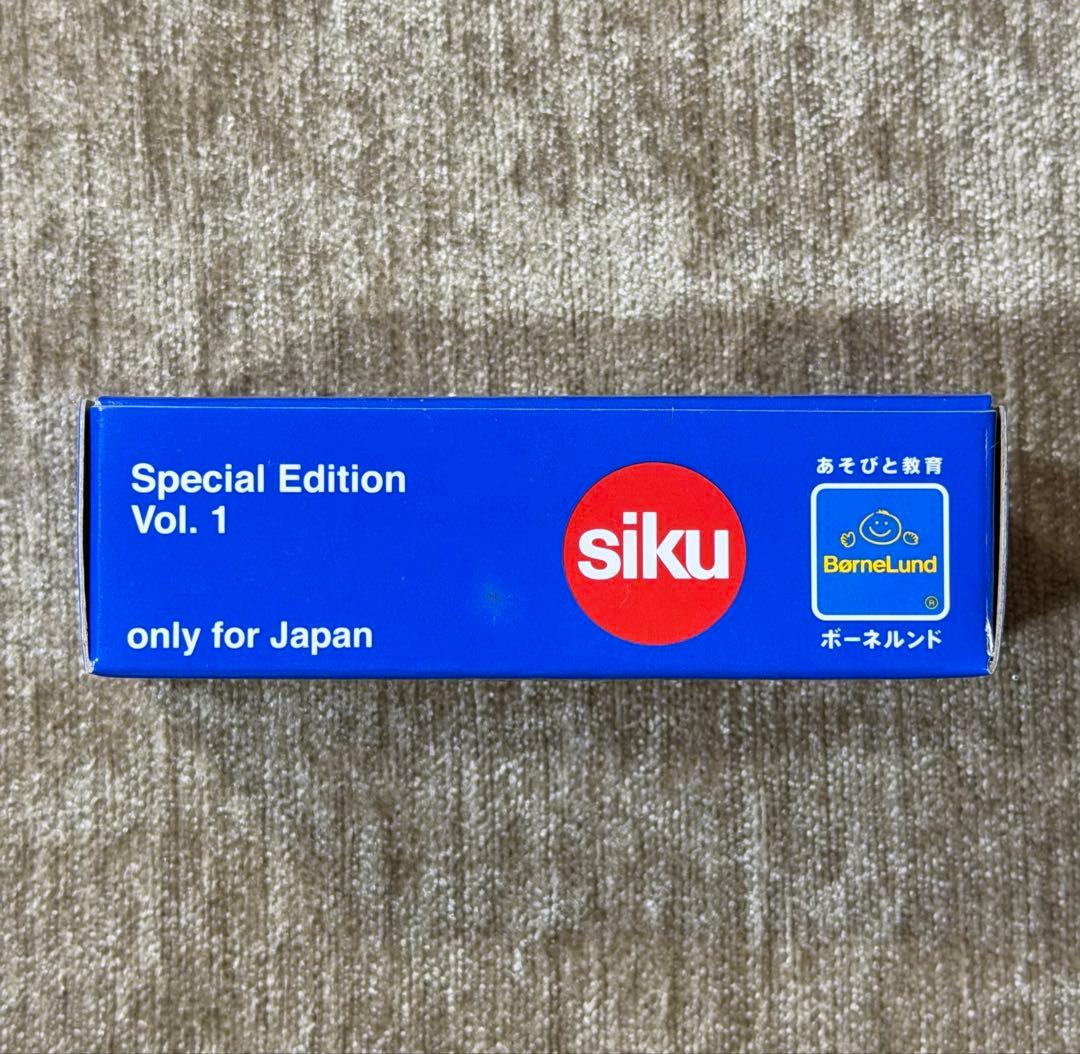 Special Edition
Vol. 1
only for Japan
siku
あそびと教育
BørneLund
®
ボーネルンド